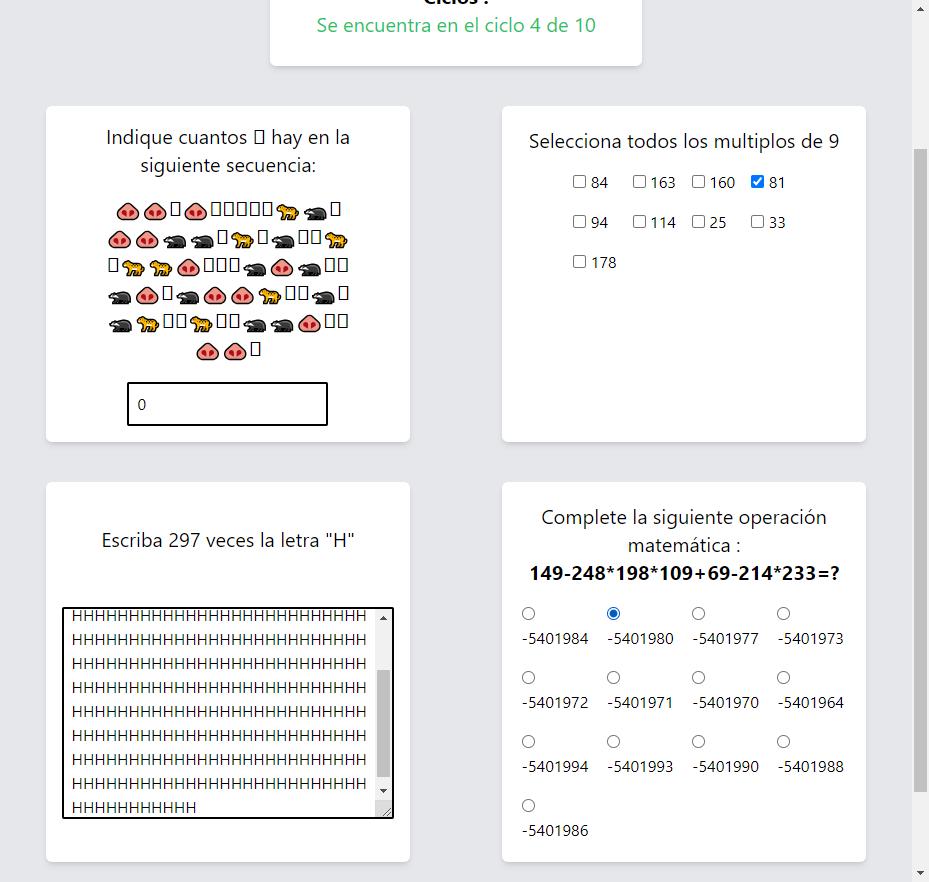 Ciclos :
Se encuentra en el ciclo 4 de 10
Indique cuantos ▯ hay en la
siguiente secuencia:
0
Selecciona todos los multiplos de 9
84 163 160 81
94 114 25 33
178
Escriba 297 veces la letra "H"
HHHHHHHHHHHHHHHHHHHHHHHHHH
HHHHHHHHHHHHHHHHHHHHHHHHHH
HHHHHHHHHHHHHHHHHHHHHHHHHH
HHHHHHHHHHHHHHHHHHHHHHHHHH
HHHHHHHHHHHHHHHHHHHHHHHHHH
HHHHHHHHHHHHHHHHHHHHHHHHHH
HHHHHHHHHHHHHHHHHHHHHHHHHH
HHHHHHHHHHHHHHHHHHHHHHHHHH
HHHHHHHHHHH
Complete la siguiente operación
matemática :
149-248*198*109+69-214*233=?
-5401984 -5401980 -5401977 -5401973
-5401972 -5401971 -5401970 -5401964
-5401994 -5401993 -5401990 -5401988
-5401986